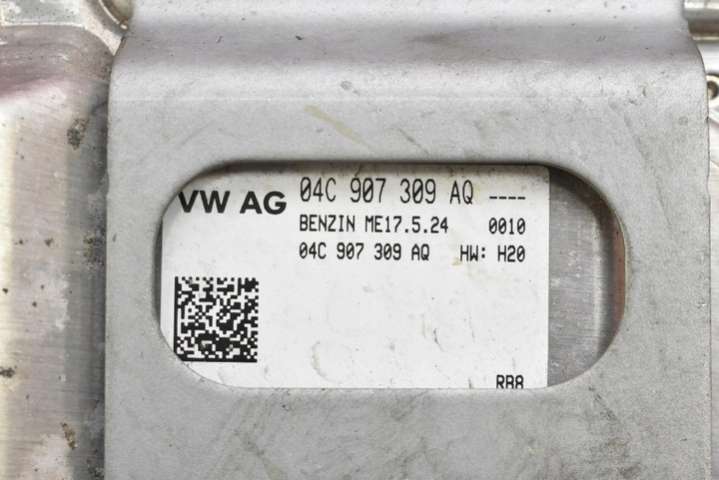 VW AG 04C 907 309 AQ ----
BENZIN ME17.5.24 0010
04C 907 309 AQ HW: H20
RB8